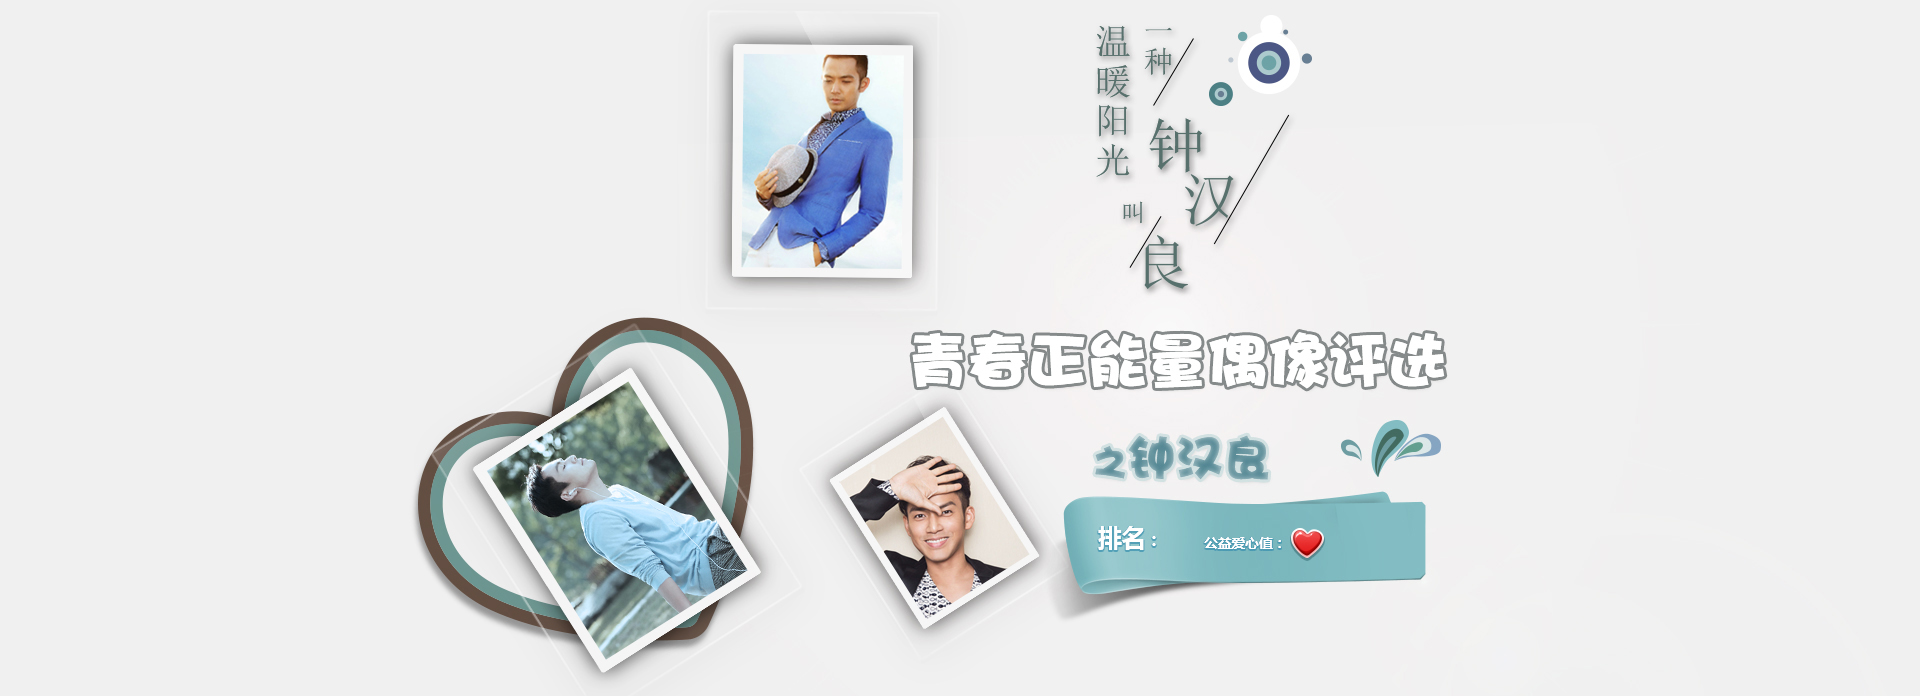 一种
温暖阳光
叫
钟汉良
青春正能量偶像评选
之钟汉良
排名：
公益爱心值：